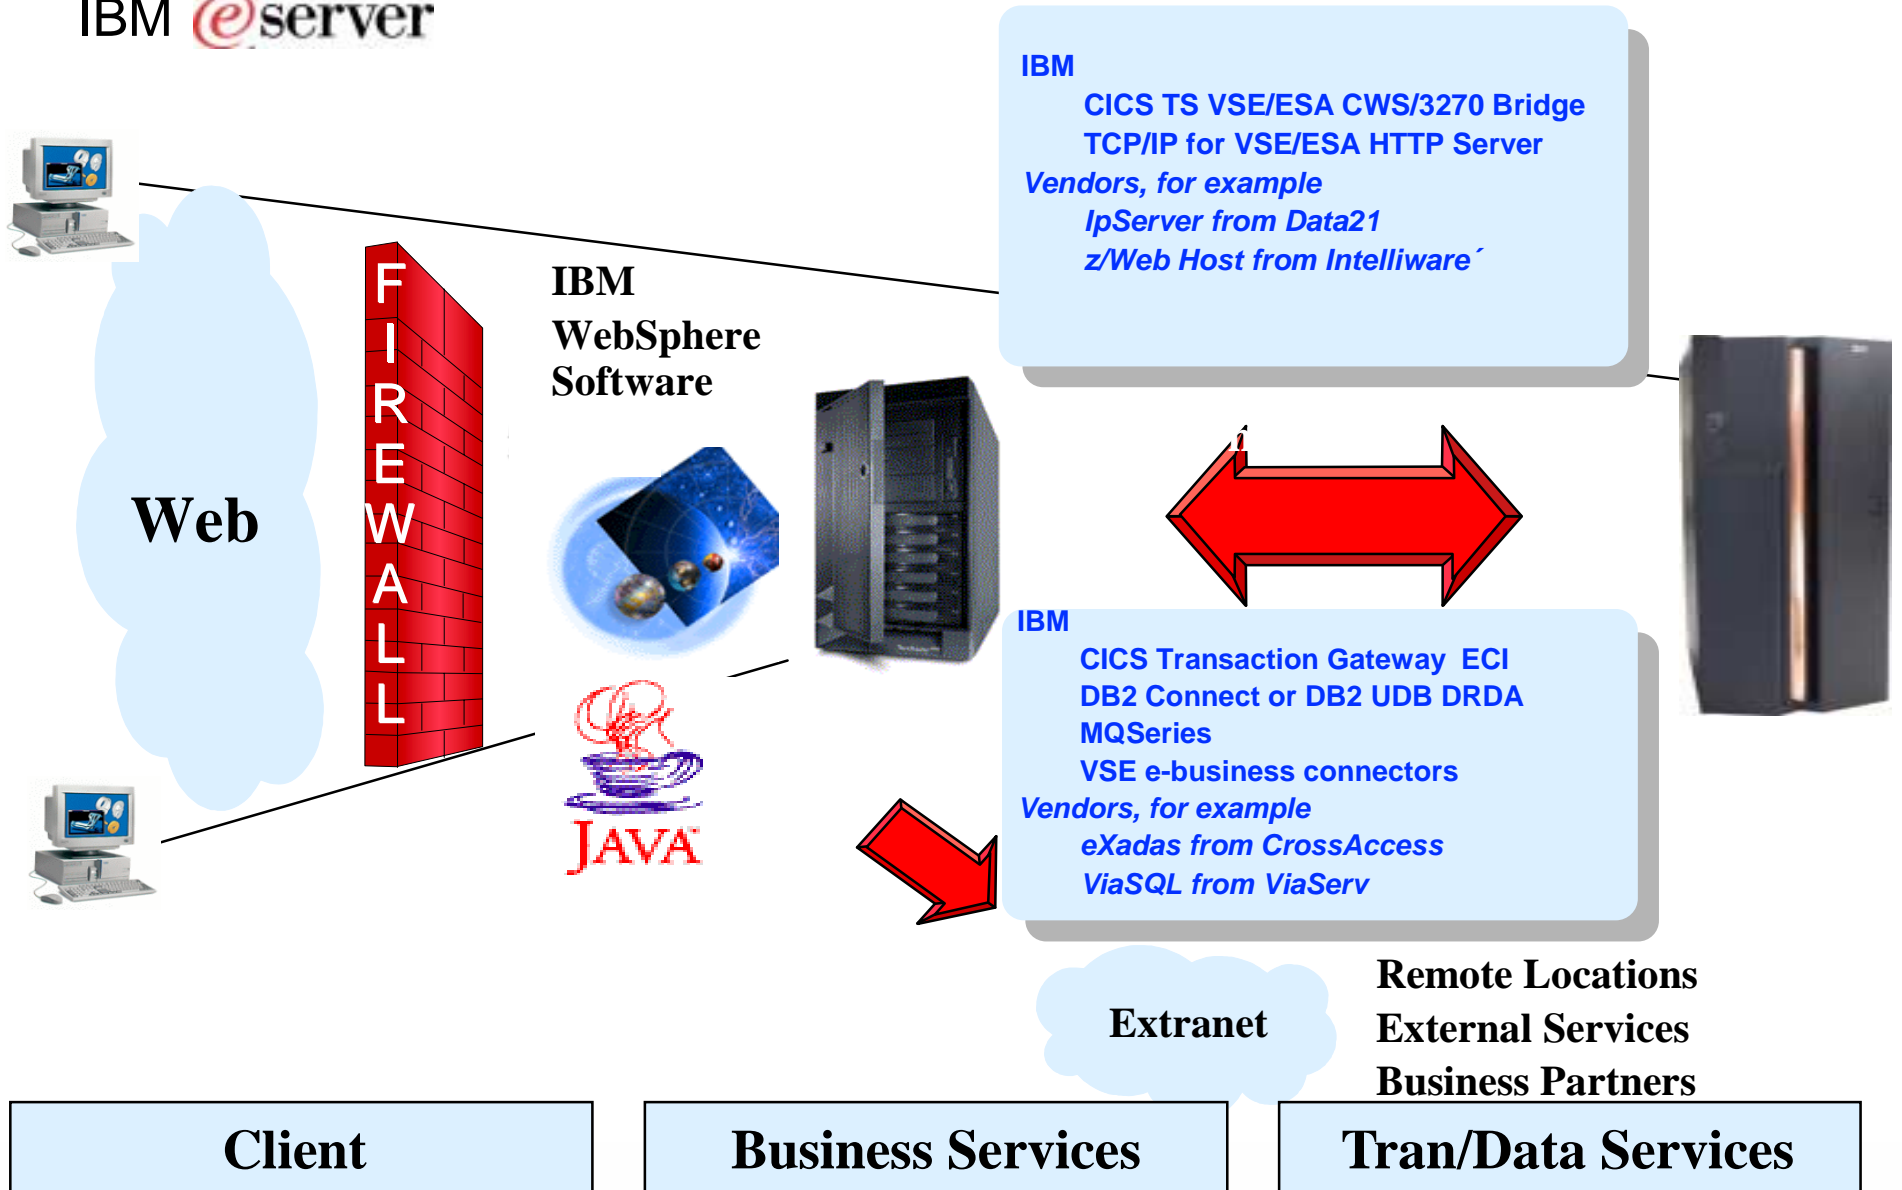 IBM @server
IBM
CICS TS VSE/ESA CWS/3270 Bridge
TCP/IP for VSE/ESA HTTP Server
Vendors, for example
IpServer from Data21
z/Web Host from Intelliware´
FIREWALL
IBM
WebSphere
Software
Web
JAVA
IBM
CICS Transaction Gateway ECI
DB2 Connect or DB2 UDB DRDA
MQSeries
VSE e-business connectors
Vendors, for example
eXadas from CrossAccess
ViaSQL from ViaServ
Extranet
Remote Locations
External Services
Business Partners
Client
Business Services
Tran/Data Services